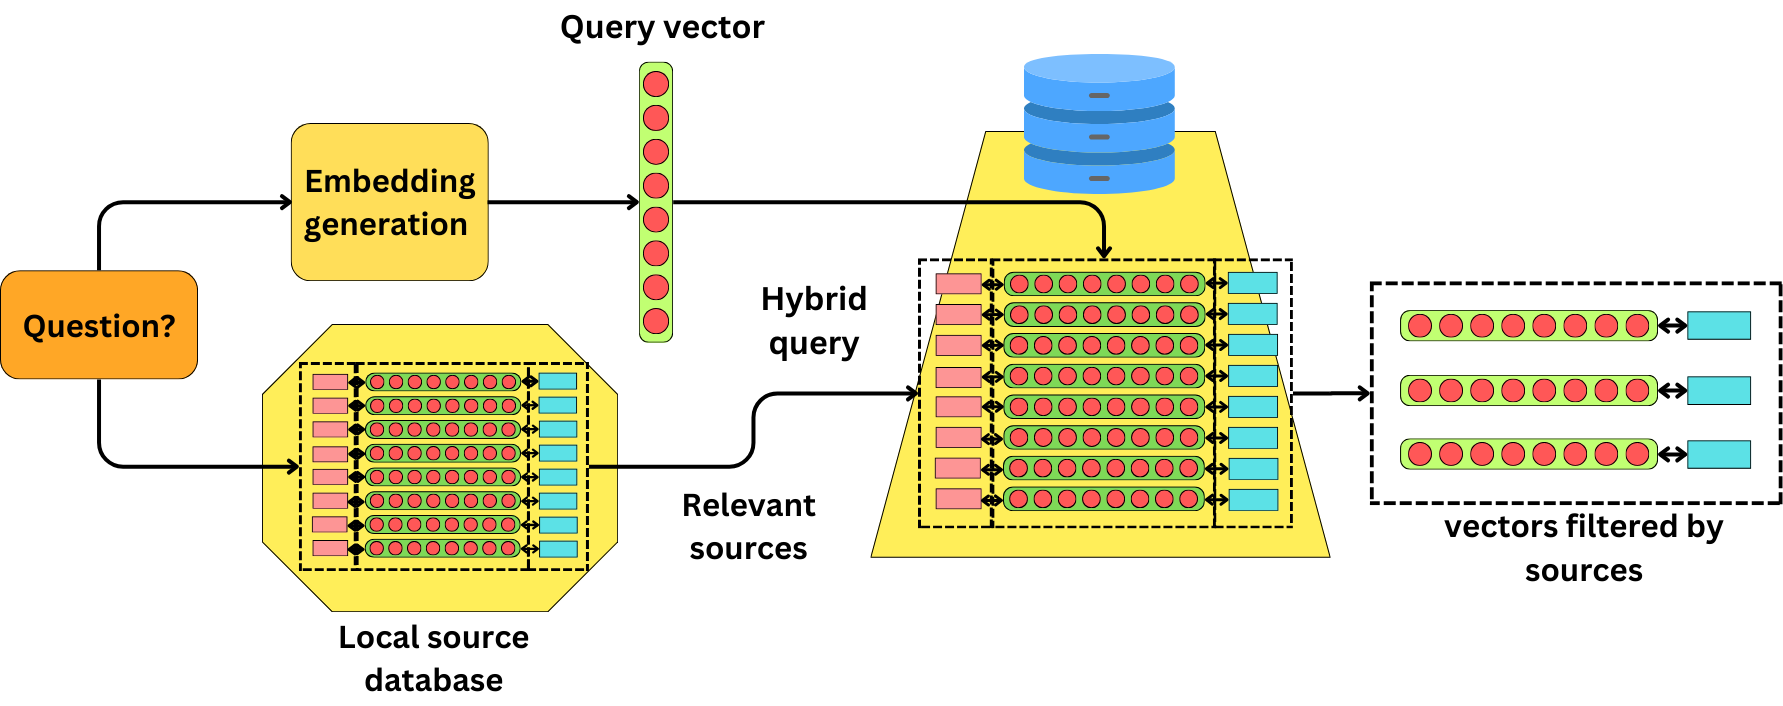 Query vector
Embedding
generation
Question?
Hybrid
query
Relevant
sources
vectors filtered by
sources
Local source
database